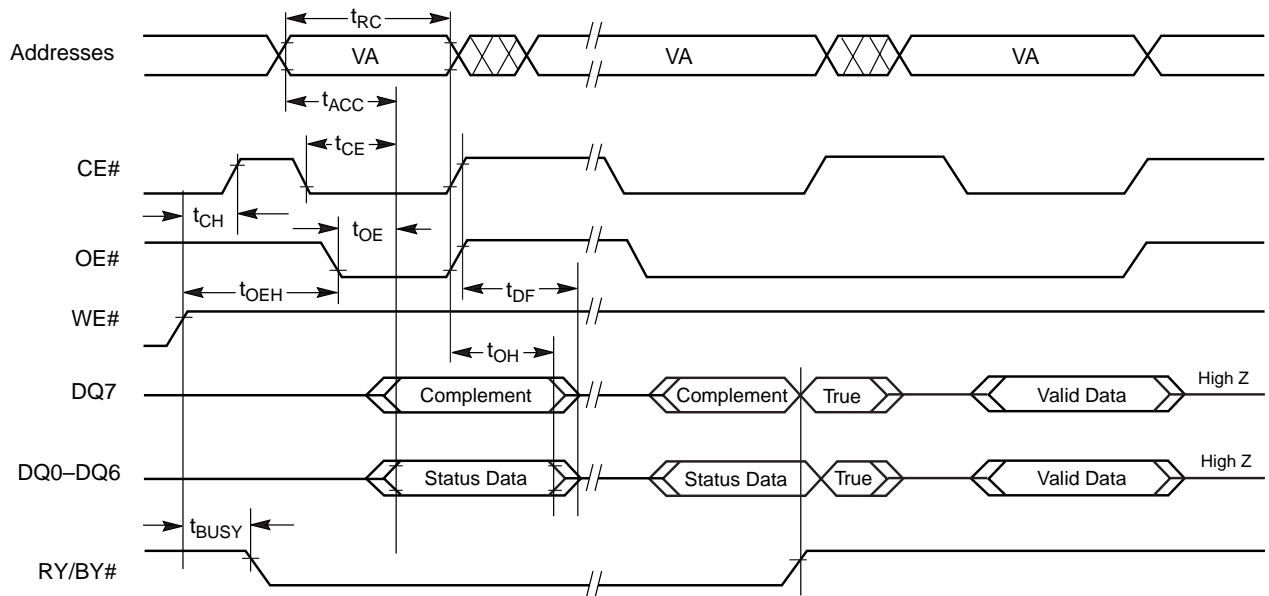 tRC
Addresses VA VA VA
tACC
tCE
CE#
tCH tOE
OE#
tOEH tDF
WE#
tOH
DQ7 Complement Complement True Valid Data High Z
DQ0–DQ6 Status Data Status Data True Valid Data High Z
tBUSY
RY/BY#